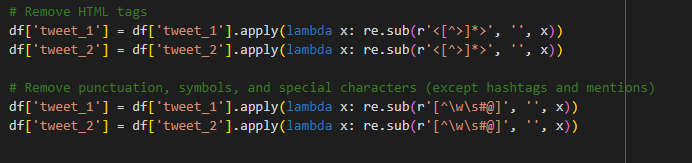 # Remove HTML tags
df['tweet_1'] = df['tweet_1'].apply(lambda x: re.sub(r'<[^>]*>', '', x))
df['tweet_2'] = df['tweet_2'].apply(lambda x: re.sub(r'<[^>]*>', '', x))
# Remove punctuation, symbols, and special characters (except hashtags and mentions)
df['tweet_1'] = df['tweet_1'].apply(lambda x: re.sub(r'[^\w\s#@]', '', x))
df['tweet_2'] = df['tweet_2'].apply(lambda x: re.sub(r'[^\w\s#@]', '', x))